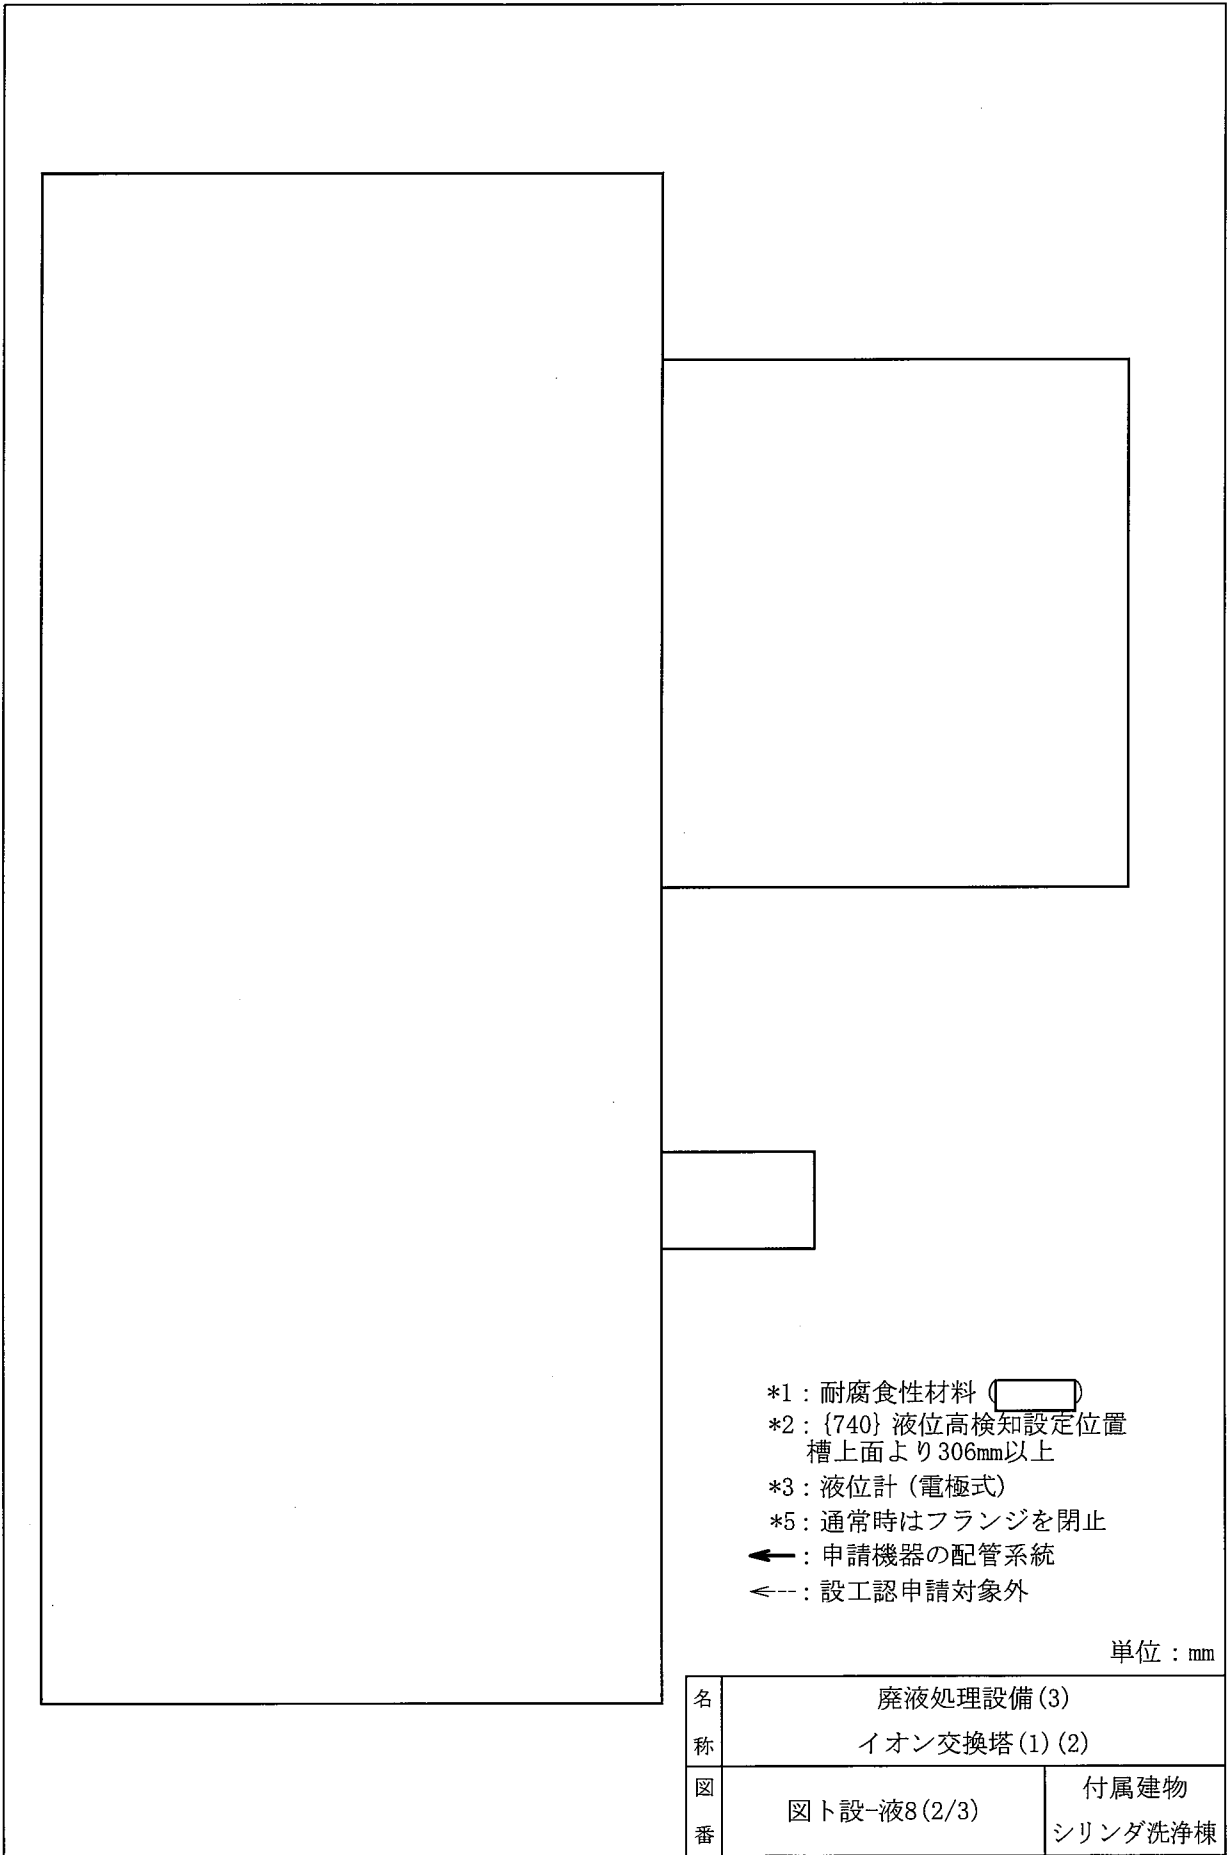 *1：耐腐食性材料（　　　）
*2：{740} 液位高検知設定位置
槽上面より306mm以上
*3：液位計（電極式）
*5：通常時はフランジを閉止
←：申請機器の配管系統
<--：設工認申請対象外
単位：mm
名称
廃液処理設備(3)
イオン交換塔(1)(2)
図番
図ト設-液8(2/3)
付属建物
シリンダ洗浄棟